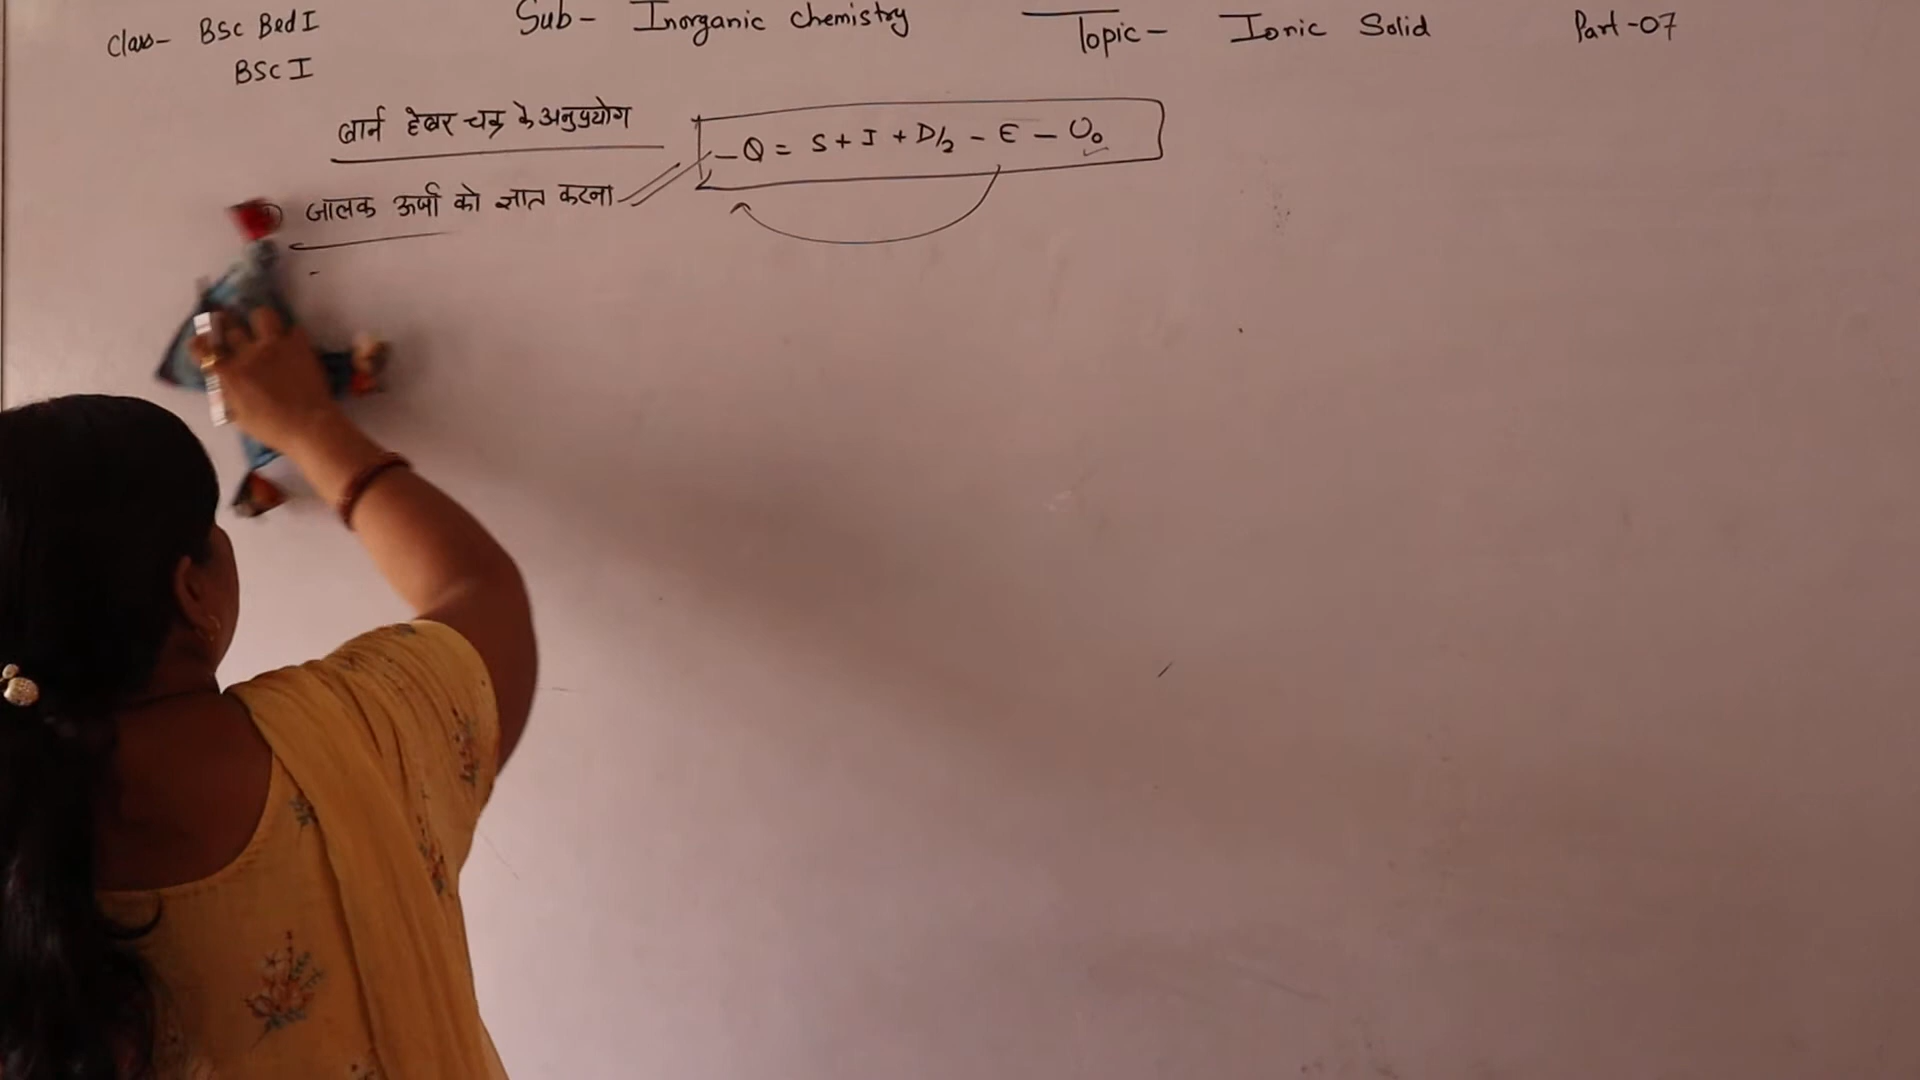 Class- BSc Bed I
BSc I
Sub- Inorganic chemistry
Topic- Ionic Solid
Part-07
बार्न हेबर चक्र के अनुप्रयोग
-Q = S + I + D/2 - E - U₀
जालक ऊर्जा को ज्ञात करना